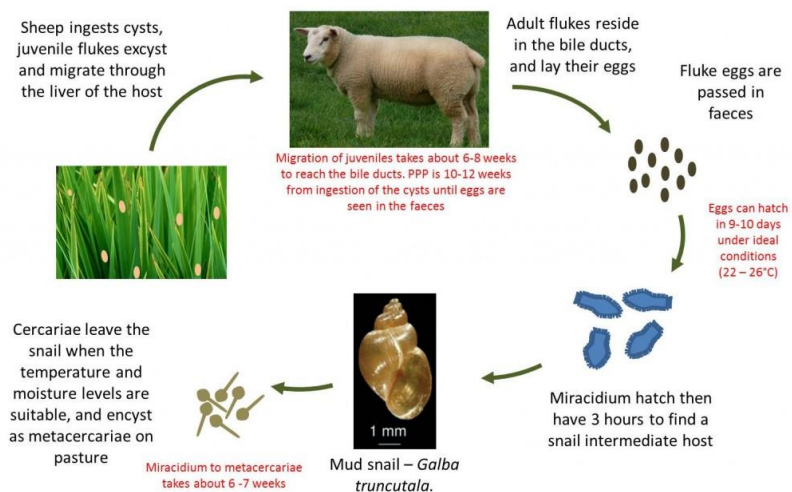 Sheep ingests cysts,
juvenile flukes excyst
and migrate through
the liver of the host
Migration of juveniles takes about 6-8 weeks
to reach the bile ducts. PPP is 10-12 weeks
from ingestion of the cysts until eggs are
seen in the faeces
Adult flukes reside
in the bile ducts,
and lay their eggs
Fluke eggs are
passed in
faeces
Eggs can hatch
in 9-10 days
under ideal
conditions
(22 – 26°C)
Miracidium hatch then
have 3 hours to find a
snail intermediate host
1 mm
Mud snail – Galba
truncutala.
Miracidium to metacercariae
takes about 6 -7 weeks
Cercariae leave the
snail when the
temperature and
moisture levels are
suitable, and encyst
as metacercariae on
pasture